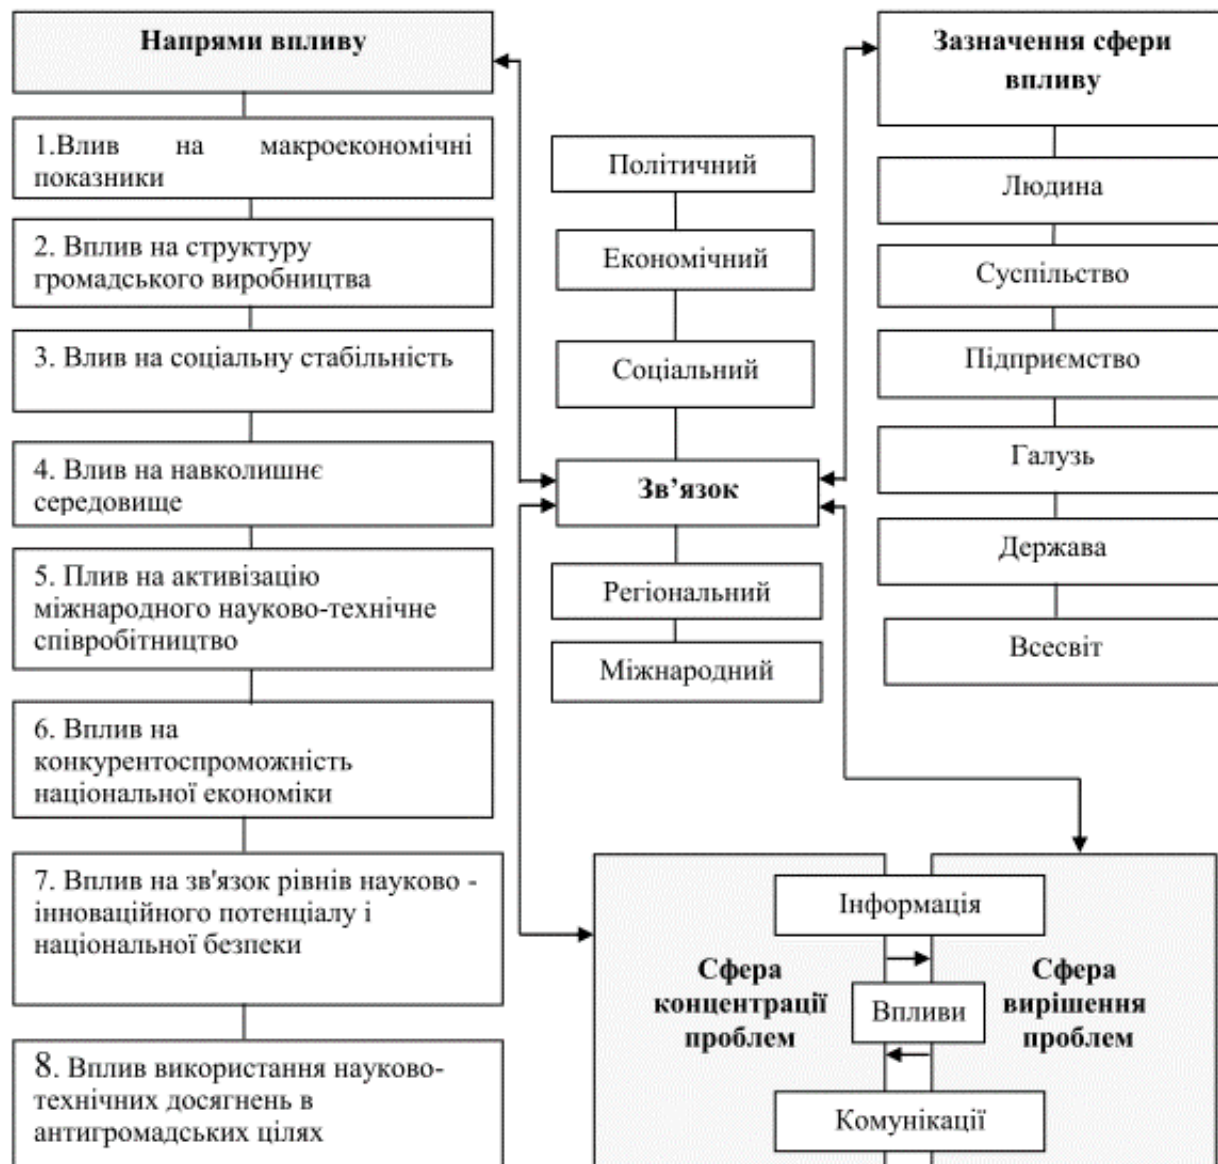 Напрями впливу
1.Влив на макроекономічні
показники
2. Вплив на структуру
громадського виробництва
3. Влив на соціальну стабільність
4. Влив на навколишнє
середовище
5. Плив на активізацію
міжнародного науково-технічне
співробітництво
6. Вплив на
конкурентоспроможність
національної економіки
7. Вплив на зв'язок рівнів науково -
інноваційного потенціалу і
національної безпеки
8. Вплив використання науково-
технічних досягнень в
антигромадських цілях
Політичний
Економічний
Соціальний
Зв’язок
Регіональний
Міжнародний
Зазначення сфери
впливу
Людина
Суспільство
Підприємство
Галузь
Держава
Всесвіт
Інформація
Сфера
концентрації
проблем
Впливи
Сфера
вирішення
проблем
Комунікації